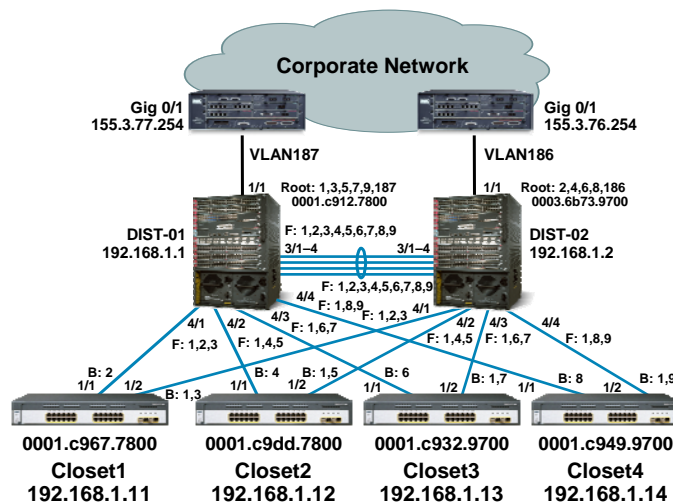 Corporate Network
Gig 0/1
155.3.77.254
Gig 0/1
155.3.76.254
VLAN187
VLAN186
1/1
Root: 1,3,5,7,9,187
0001.c912.7800
1/1
Root: 2,4,6,8,186
0003.6b73.9700
DIST-01
192.168.1.1
F: 1,2,3,4,5,6,7,8,9
3/1–4
3/1–4
DIST-02
192.168.1.2
F: 1,2,3,4,5,6,7,8,9
4/4
F: 1,8,9
F: 1,2,3
4/1
4/1
4/2
4/3
F: 1,6,7
4/2
4/3
4/4
F: 1,2,3
F: 1,4,5
F: 1,4,5
F: 1,6,7
F: 1,8,9
B: 2
1/1
1/2
B: 1,3
B: 4
1/1
1/2
B: 1,5
B: 6
1/1
1/2
B: 1,7
1/1
B: 8
1/2
B: 1,9
0001.c967.7800
0001.c9dd.7800
0001.c932.9700
0001.c949.9700
Closet1
Closet2
Closet3
Closet4
192.168.1.11
192.168.1.12
192.168.1.13
192.168.1.14